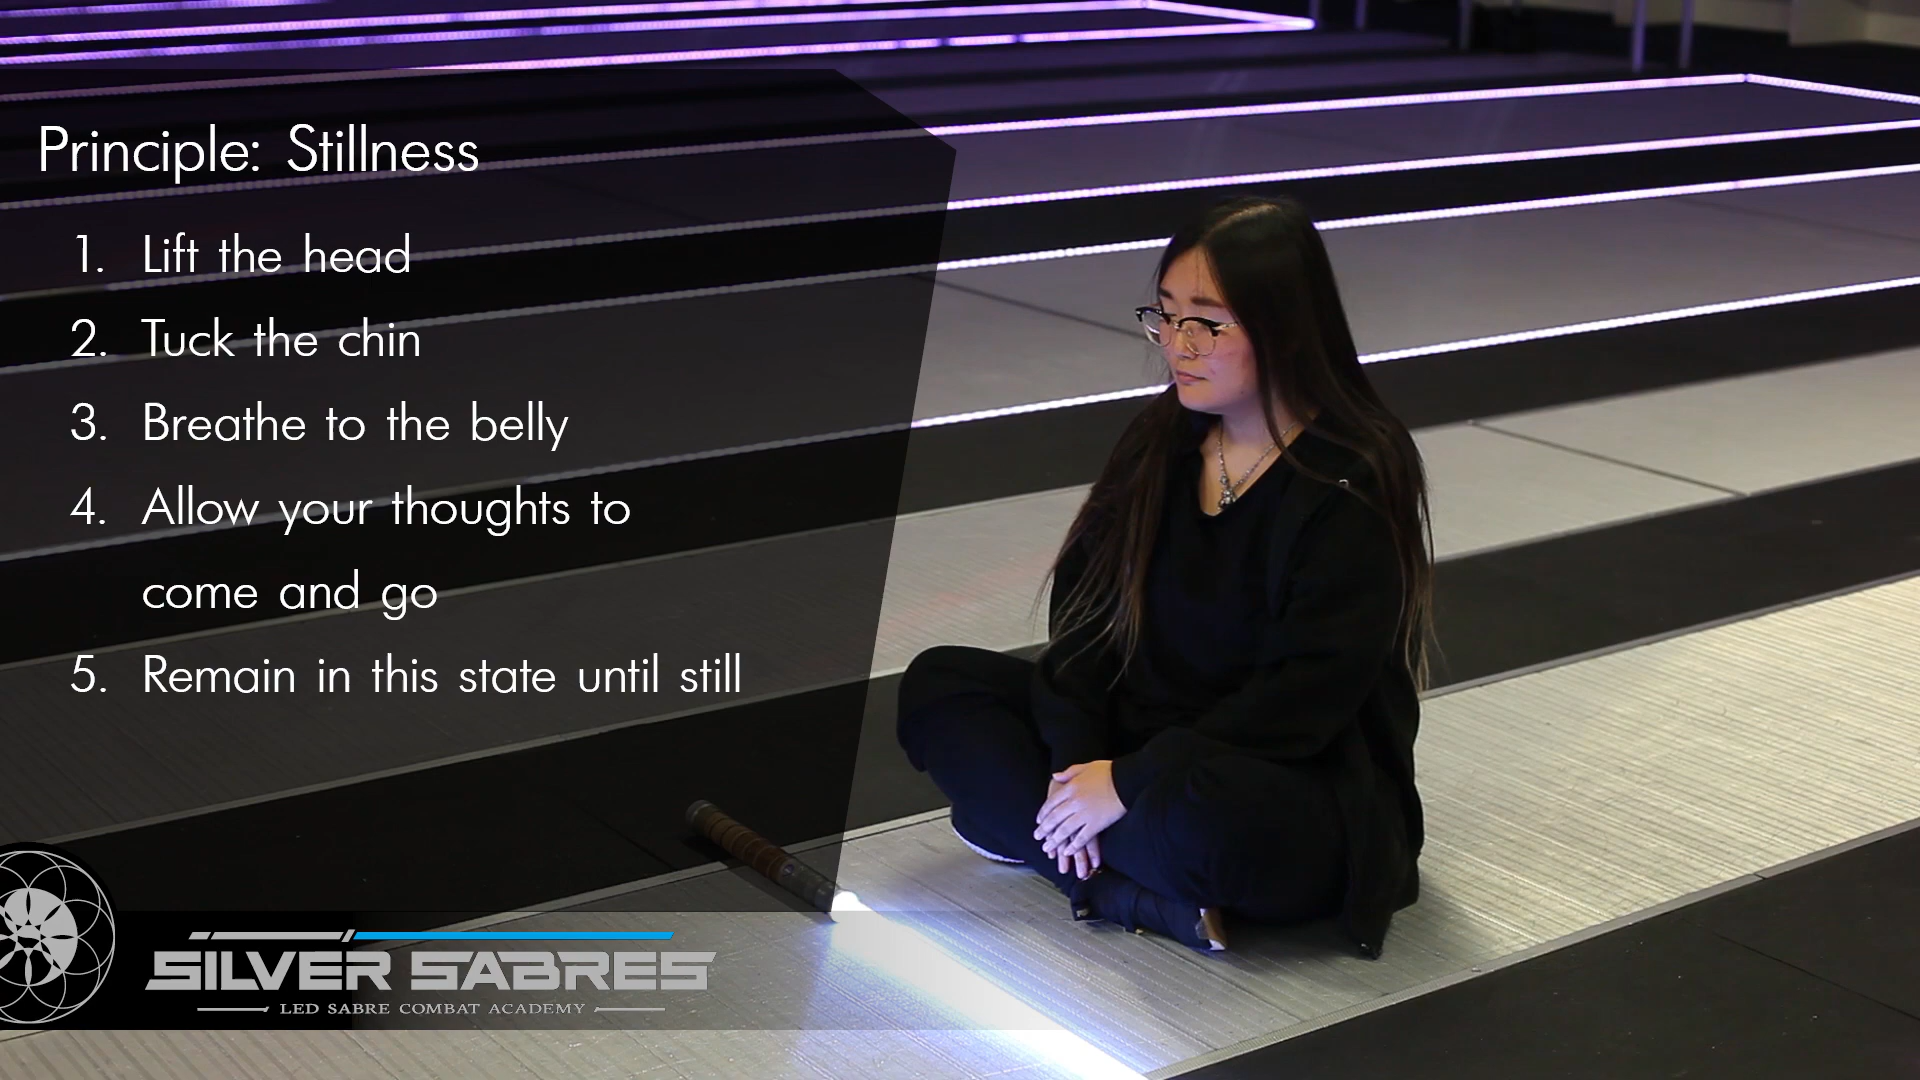 Principle: Stillness
1. Lift the head
2. Tuck the chin
3. Breathe to the belly
4. Allow your thoughts to
come and go
5. Remain in this state until still
SILVER SABRES
LED SABRE COMBAT ACADEMY